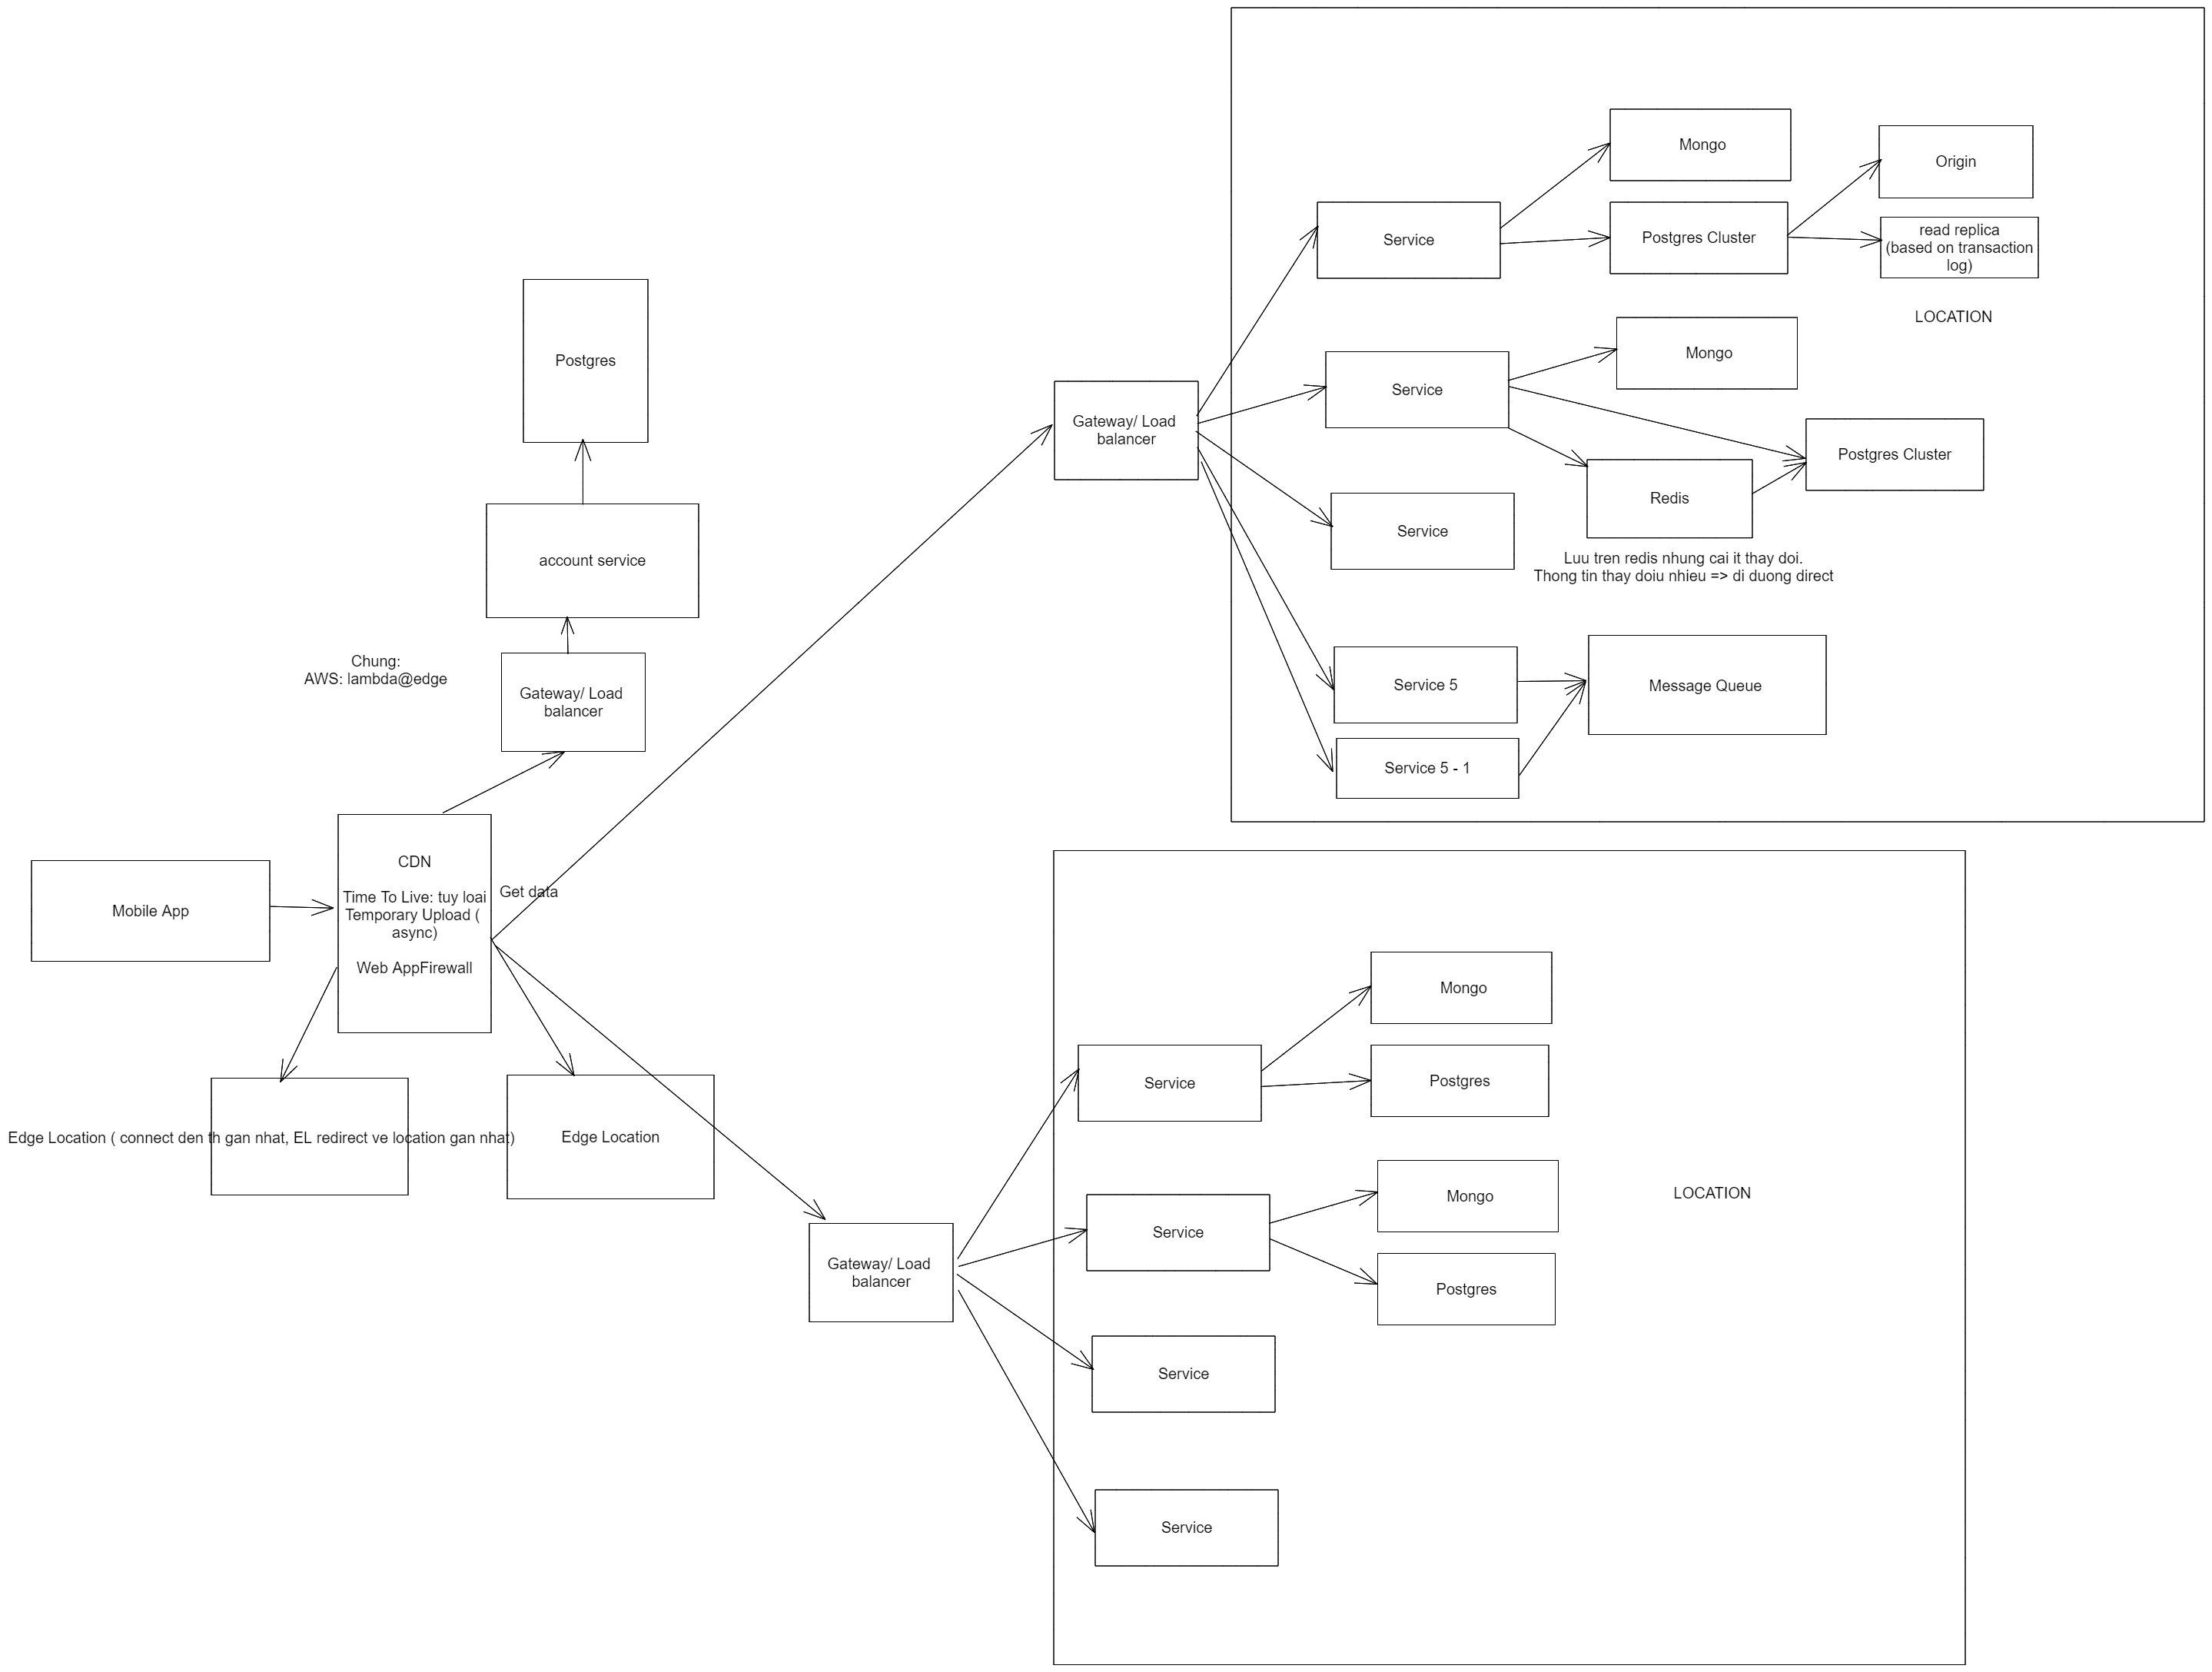 Mongo
Origin
Service
Postgres Cluster
read replica
(based on transaction
log)
LOCATION
Mongo
Postgres
Service
Gateway/ Load
balancer
Postgres Cluster
Redis
Service
Luu tren redis nhung cai it thay doi.
Thong tin thay doiu nhieu => di duong direct
account service
Chung:
AWS: lambda@edge
Gateway/ Load
balancer
Service 5
Message Queue
Service 5 - 1
CDN
Time To Live: tuy loai
Temporary Upload (
async)
Web AppFirewall
Get data
Mobile App
Mongo
Service
Postgres
Edge Location ( connect den th gan nhat, EL redirect ve location gan nhat)
Edge Location
Mongo
LOCATION
Service
Gateway/ Load
balancer
Postgres
Service
Service